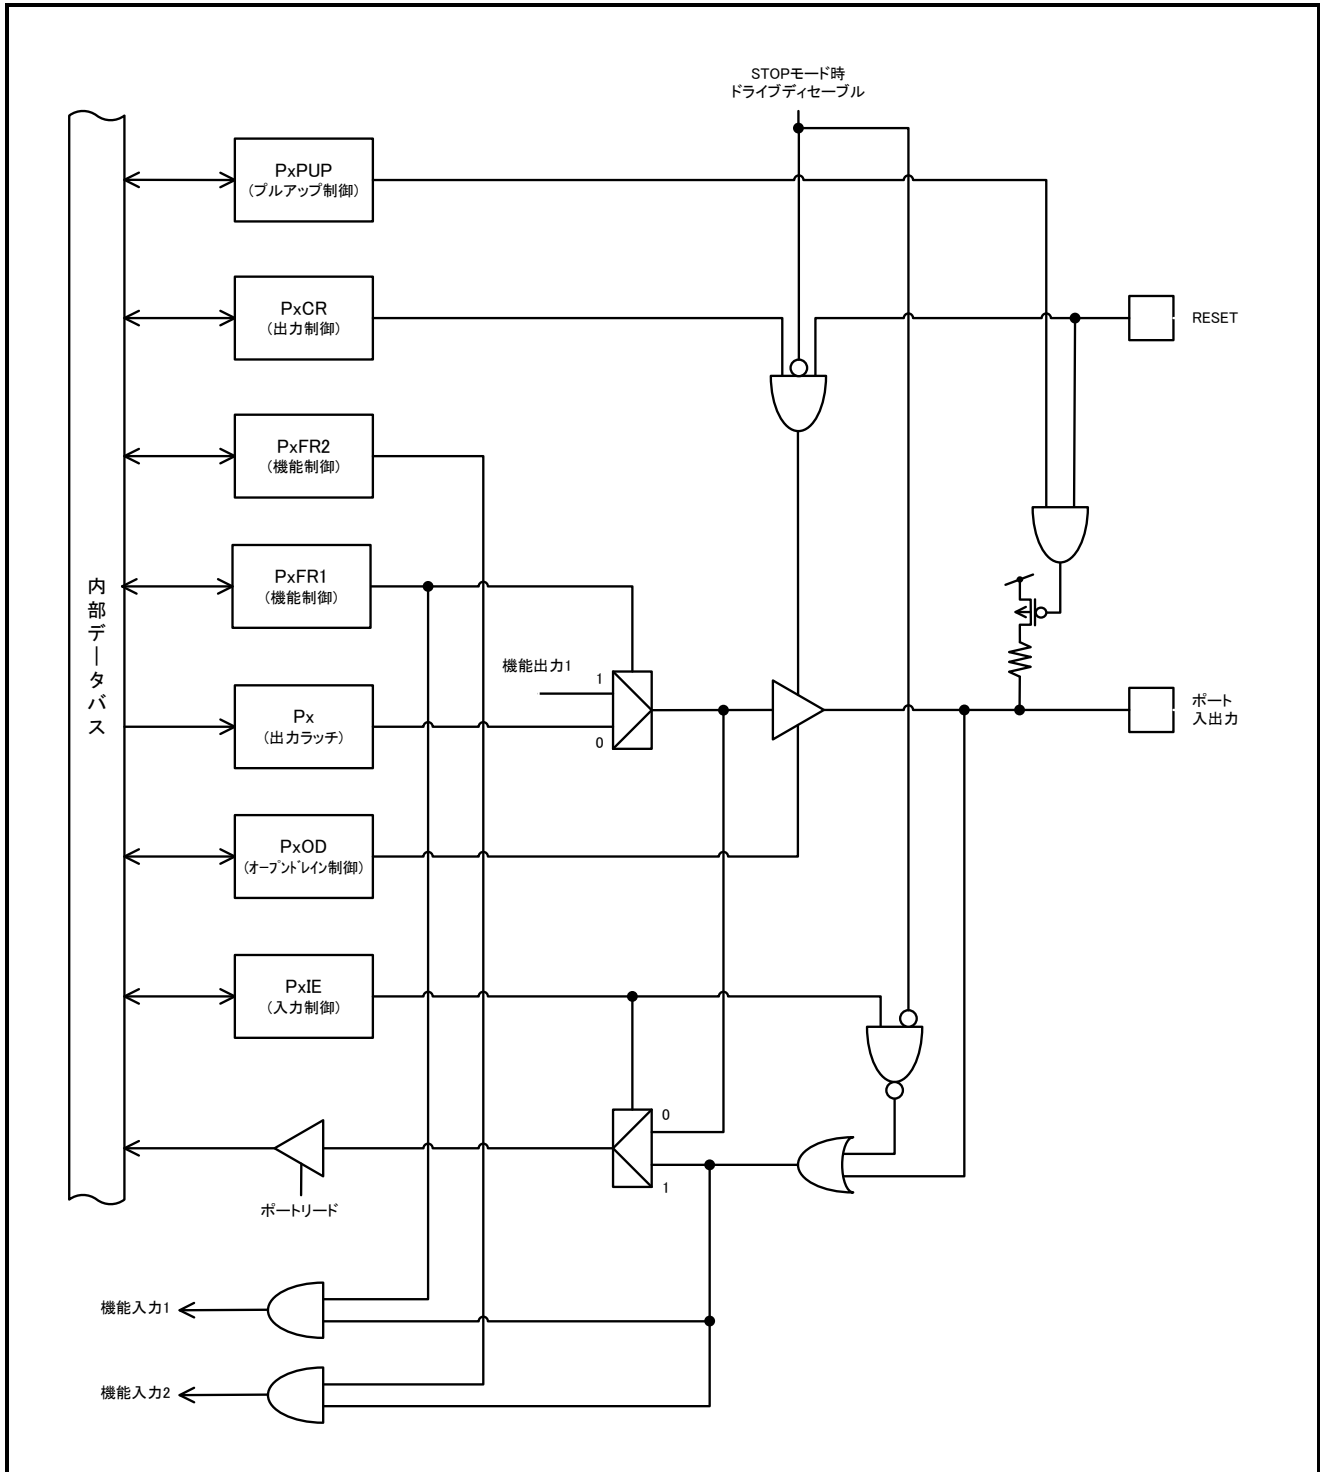 STOPモード時
ドライブディセーブル
PxPUP
(プルアップ制御)
PxCR
(出力制御)
RESET
PxFR2
(機能制御)
内部データバス
PxFR1
(機能制御)
機能出力1
1
0
Px
(出力ラッチ)
ポート
入出力
PxOD
(オープンドレイン制御)
PxIE
(入力制御)
0
1
ポートリード
機能入力1
機能入力2